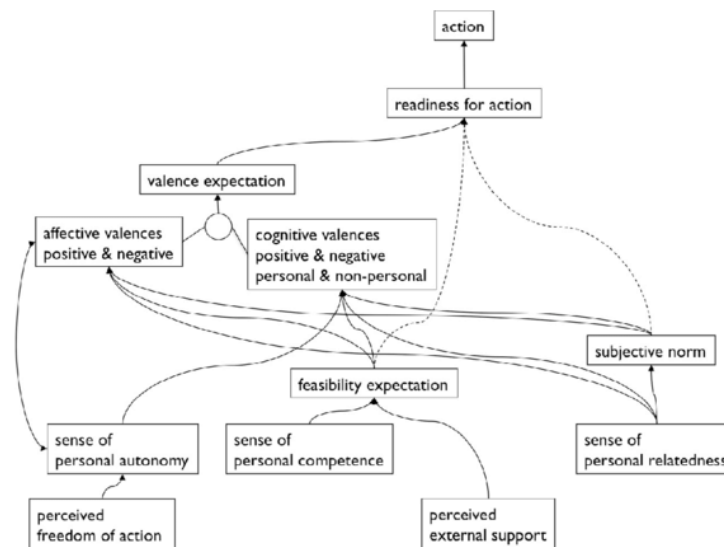 action
readiness for action
valence expectation
affective valences
positive & negative
cognitive valences
positive & negative
personal & non-personal
subjective norm
feasibility expectation
sense of
personal autonomy
sense of
personal competence
sense of
personal relatedness
perceived
freedom of action
perceived
external support